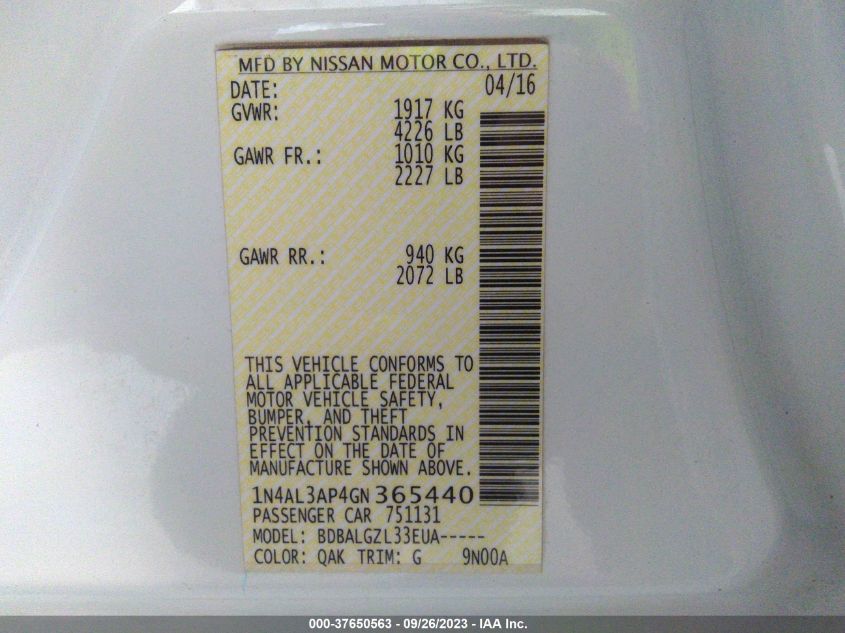 MFD BY NISSAN MOTOR CO., LTD.
DATE: 04/16
GVWR: 1917 KG
4226 LB
GAWR FR.: 1010 KG
2227 LB
GAWR RR.: 940 KG
2072 LB
THIS VEHICLE CONFORMS TO
ALL APPLICABLE FEDERAL
MOTOR VEHICLE SAFETY,
BUMPER, AND THEFT
PREVENTION STANDARDS IN
EFFECT ON THE DATE OF
MANUFACTURE SHOWN ABOVE.
1N4AL3AP4GN365440
PASSENGER CAR 751131
MODEL: BDBALGZL33EUA-----
COLOR: QAK TRIM: G 9N00A
000-37650563 - 09/26/2023 - IAA Inc.